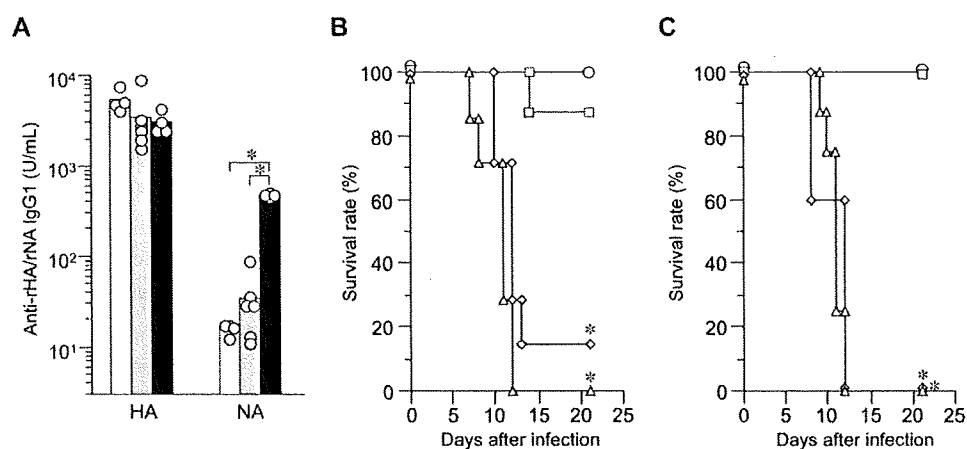 A
Anti-rHA/rNA IgG1 (U/mL)
10⁴
10³
10²
10¹
*
*
HA
NA
B
Survival rate (%)
100
80
60
40
20
0
*
*
0 5 10 15 20 25
Days after infection
C
Survival rate (%)
100
80
60
40
20
0
*
*
0 5 10 15 20 25
Days after infection